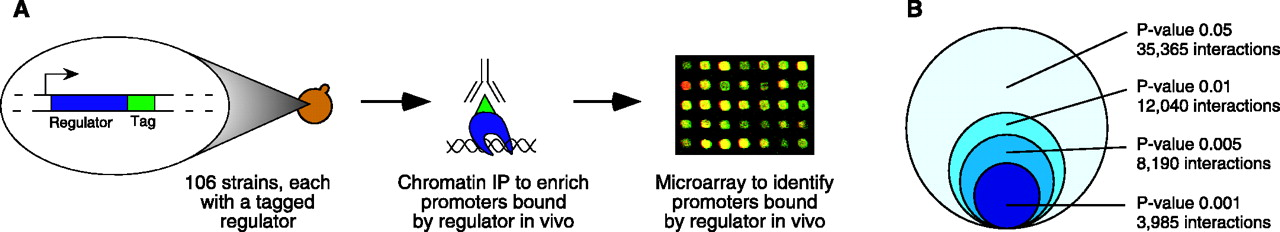 A
Regulator Tag
106 strains, each
with a tagged
regulator
Chromatin IP to enrich
promoters bound
by regulator in vivo
Microarray to identify
promoters bound
by regulator in vivo
B
P-value 0.05
35,365 interactions
P-value 0.01
12,040 interactions
P-value 0.005
8,190 interactions
P-value 0.001
3,985 interactions